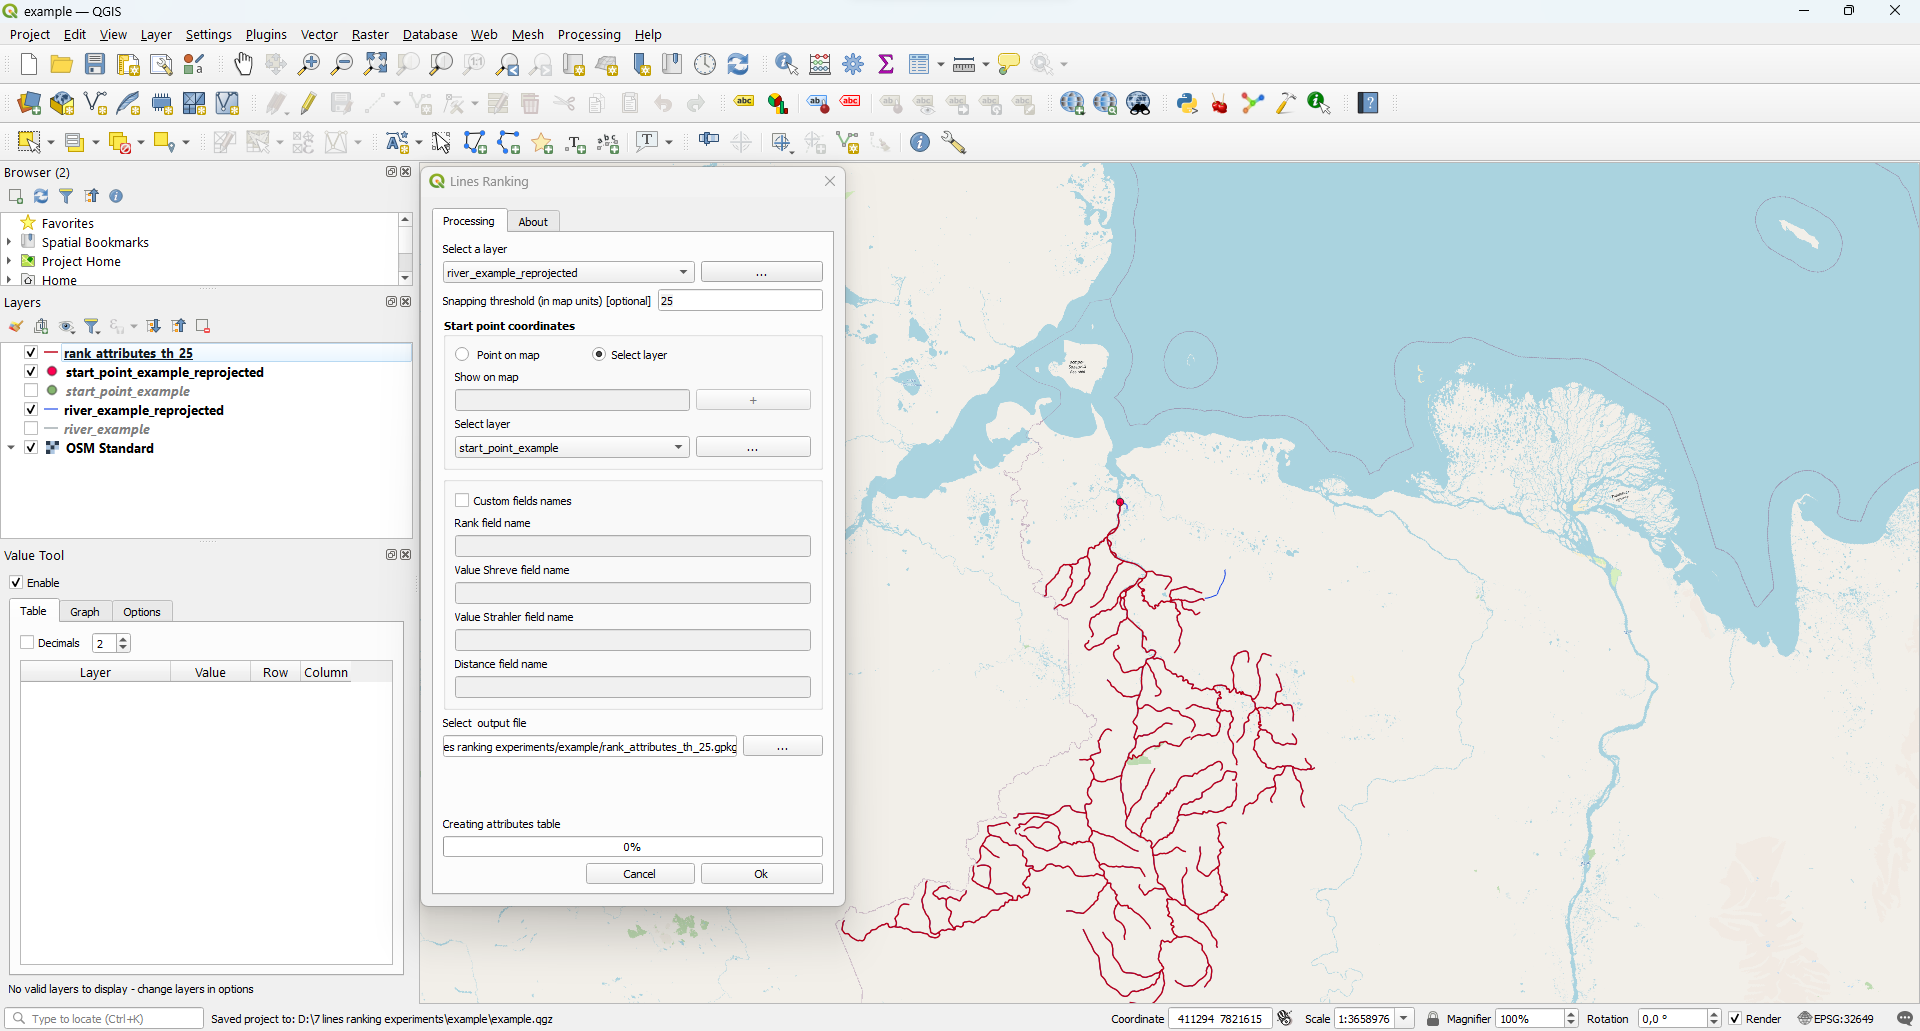 example — QGIS
Project Edit View Layer Settings Plugins Vector Raster Database Web Mesh Processing Help
Browser (2)
Favorites
Spatial Bookmarks
Project Home
Home
Layers
rank_attributes_th_25
start_point_example_reprojected
start_point_example
river_example_reprojected
river_example
OSM Standard
Value Tool
Enable
Table Graph Options
Decimals 2
Layer Value Row Column
No valid layers to display - change layers in options
Lines Ranking
Processing About
Select a layer
river_example_reprojected ...
Snapping threshold (in map units) [optional] 25
Start point coordinates
Point on map Select layer
Show on map
+
Select layer
start_point_example ...
Custom fields names
Rank field name
Value Shreve field name
Value Strahler field name
Distance field name
Select output file
es ranking experiments/example/rank_attributes_th_25.gpkg ...
Creating attributes table
0%
Cancel Ok
Type to locate (Ctrl+K) Saved project to: D:\7 lines ranking experiments\example\example.qgz Coordinate 411294 7821615 Scale 1:3658976 Magnifier 100% Rotation 0,0 ° Render EPSG:32649